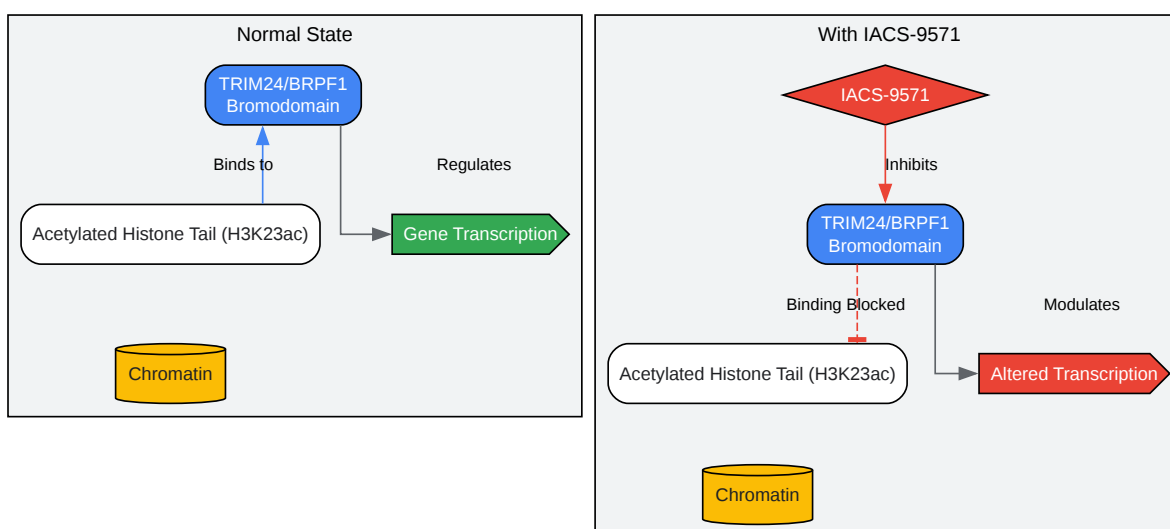 Normal State
TRIM24/BRPF1
Bromodomain
Binds to
Regulates
Acetylated Histone Tail (H3K23ac)
Gene Transcription
Chromatin
With IACS-9571
IACS-9571
Inhibits
TRIM24/BRPF1
Bromodomain
Binding Blocked
Modulates
Acetylated Histone Tail (H3K23ac)
Altered Transcription
Chromatin